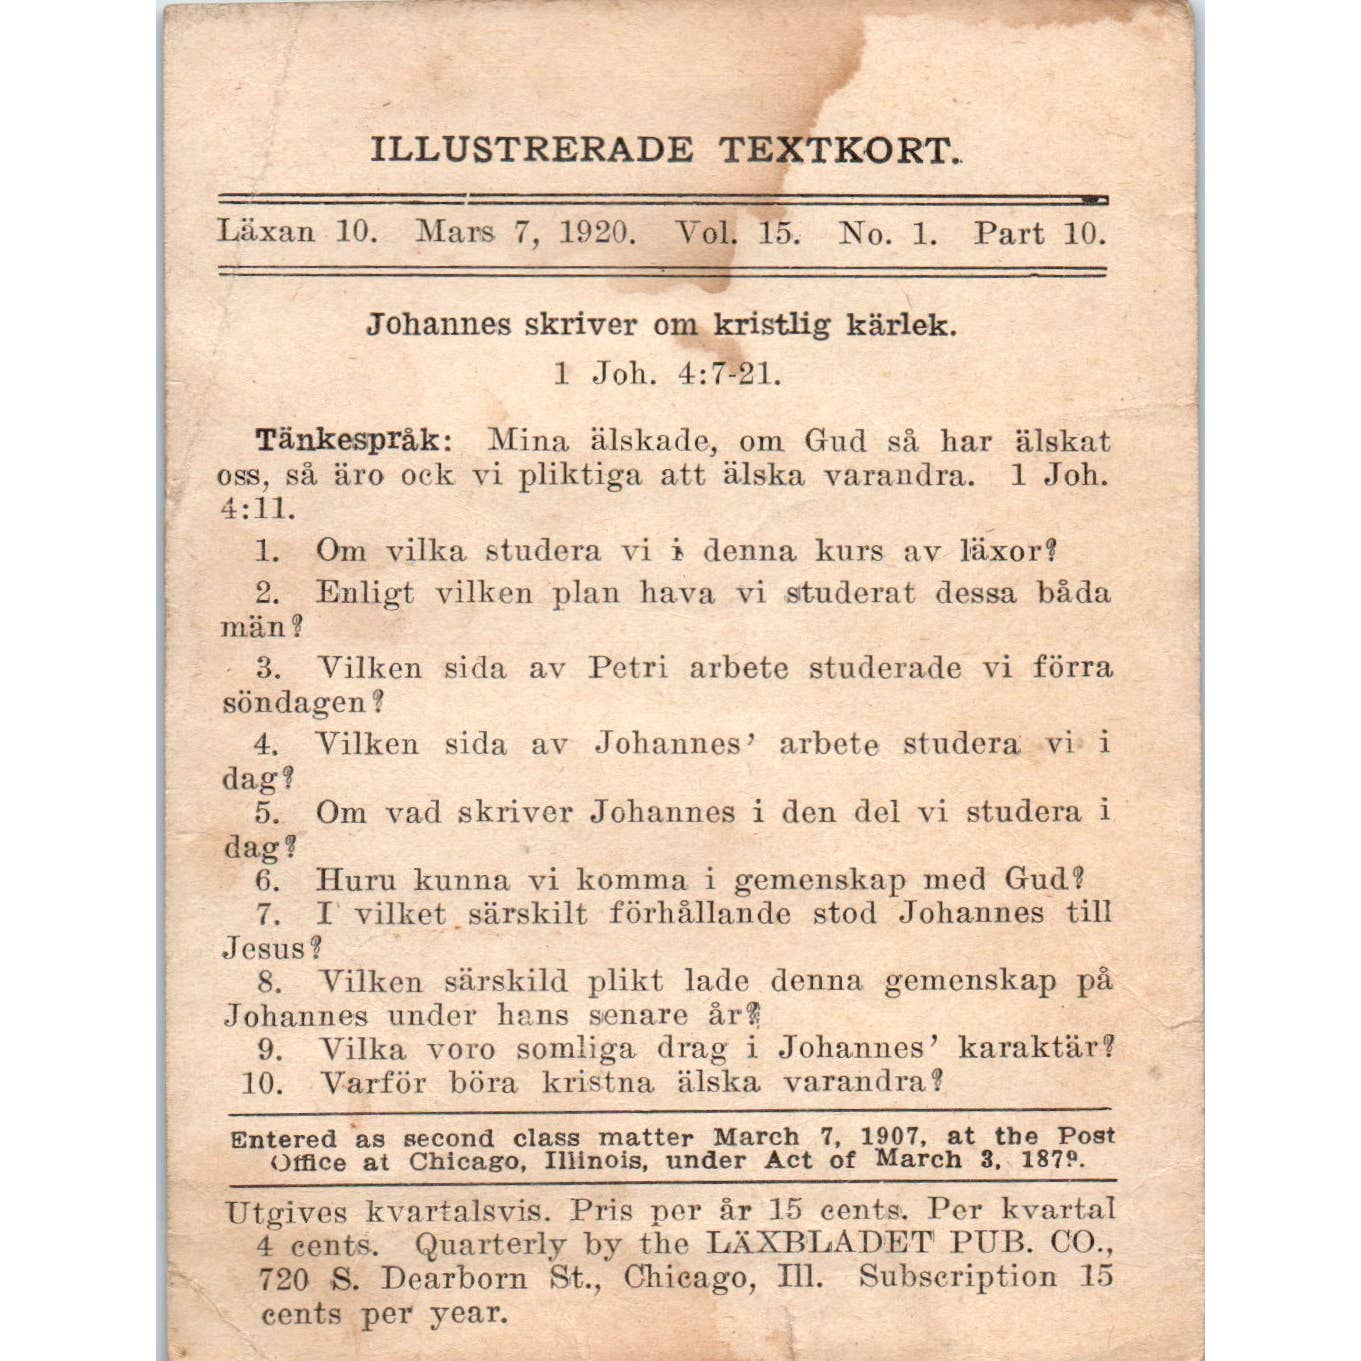 ILLUSTRERADE TEXTKORT.
Läxan 10. Mars 7, 1920. Vol. 15. No. 1. Part 10.
Johannes skriver om kristlig kärlek.
1 Joh. 4:7-21.
Tänkespråk: Mina älskade, om Gud så har älskat
oss, så äro ock vi pliktiga att älska varandra. 1 Joh.
4:11.
1. Om vilka studera vi i denna kurs av läxor?
2. Enligt vilken plan hava vi studerat dessa båda
män?
3. Vilken sida av Petri arbete studerade vi förra
söndagen?
4. Vilken sida av Johannes' arbete studera vi i
dag?
5. Om vad skriver Johannes i den del vi studera i
dag?
6. Huru kunna vi komma i gemenskap med Gud?
7. I vilket särskilt förhållande stod Johannes till
Jesus?
8. Vilken särskild plikt lade denna gemenskap på
Johannes under hans senare år?
9. Vilka voro somliga drag i Johannes' karaktär?
10. Varför böra kristna älska varandra?
Entered as second class matter March 7, 1907, at the Post
Office at Chicago, Illinois, under Act of March 3, 1879.
Utgives kvartalsvis. Pris per år 15 cents. Per kvartal
4 cents. Quarterly by the LÄXBLADET PUB. CO.,
720 S. Dearborn St., Chicago, Ill. Subscription 15
cents per year.